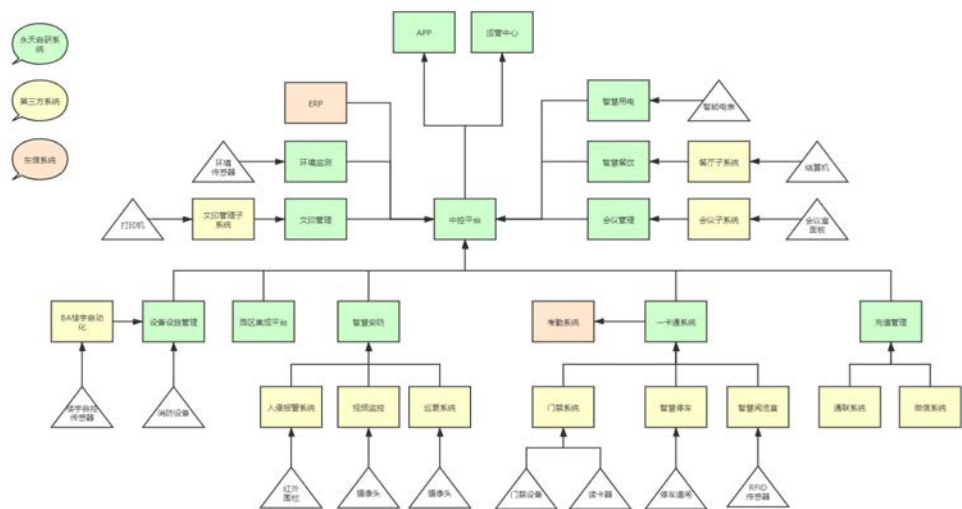 永天自研系
统
第三方系统
东信系统
APP
运营中心
ERP
智慧用电
智能电表
环境
传感器
环境监测
智慧餐饮
餐厅子系统
结算机
打印机
文印管理子
系统
文印管理
中控平台
会议管理
会议子系统
会议室
面板
BA楼宇自动
化
设备设施管理
园区集成平台
智慧安防
考勤系统
一卡通系统
充值管理
楼宇自控
传感器
消防设备
入侵报警系统
视频监控
巡更系统
门禁系统
智慧停车
智慧阅览室
通联系统
微信系统
红外
围栏
摄像头
摄像头
门禁设备
读卡器
停车道闸
RFID
传感器